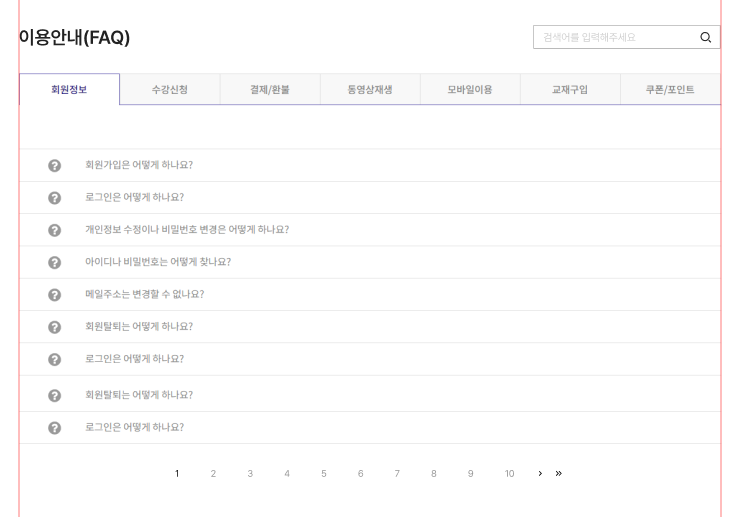 이용안내(FAQ)
검색어를 입력해주세요
회원정보 수강신청 결제/환불 동영상재생 모바일이용 교재구입 쿠폰/포인트
? 회원가입은 어떻게 하나요?
? 로그인은 어떻게 하나요?
? 개인정보 수정이나 비밀번호 변경은 어떻게 하나요?
? 아이디나 비밀번호는 어떻게 찾나요?
? 메일주소는 변경할 수 없나요?
? 회원탈퇴는 어떻게 하나요?
? 로그인은 어떻게 하나요?
? 회원탈퇴는 어떻게 하나요?
? 로그인은 어떻게 하나요?
1 2 3 4 5 6 7 8 9 10 › »